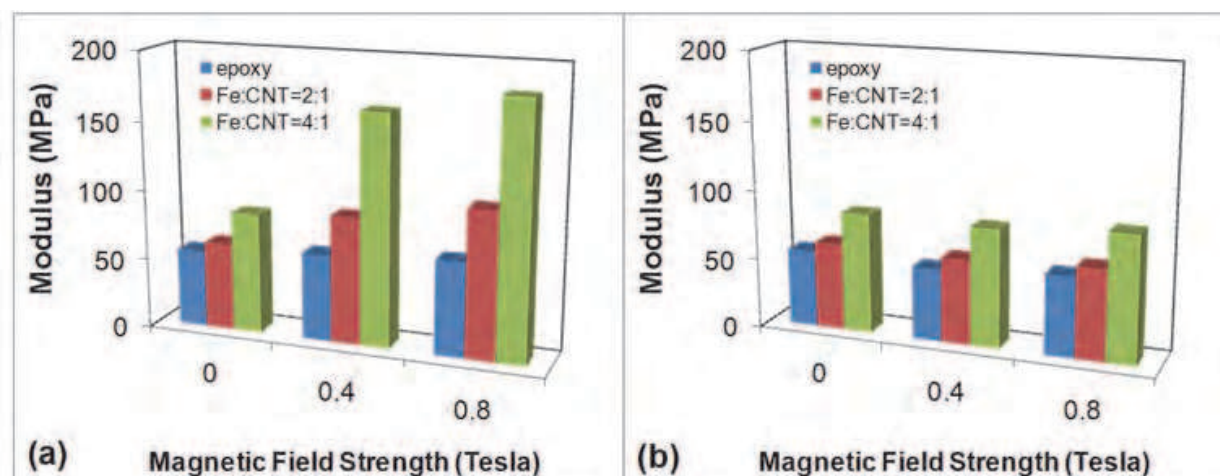 200
150
100
50
0
Modulus (MPa)
epoxy
Fe:CNT=2:1
Fe:CNT=4:1
0
0.4
0.8
(a)
Magnetic Field Strength (Tesla)
200
150
100
50
0
Modulus (MPa)
epoxy
Fe:CNT=2:1
Fe:CNT=4:1
0
0.4
0.8
(b)
Magnetic Field Strength (Tesla)